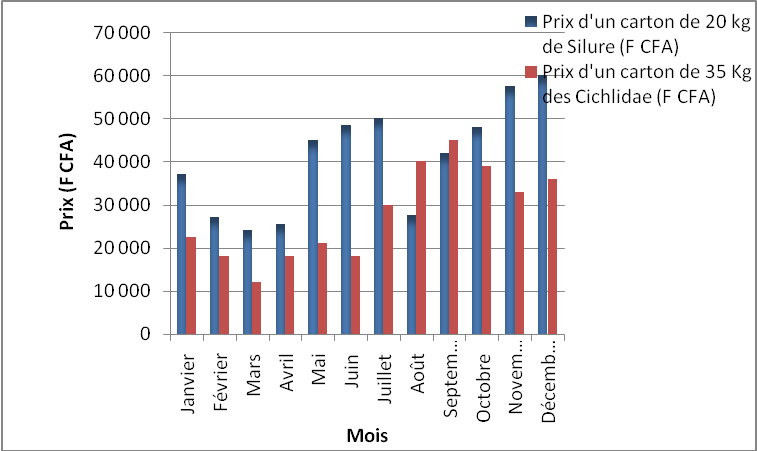 Prix d'un carton de 20 kg
de Silure (F CFA)
Prix d'un carton de 35 Kg
des Cichlidae (F CFA)
70 000
60 000
50 000
40 000
30 000
20 000
10 000
0
Prix (F CFA)
Janvier
Février
Mars
Avril
Mai
Juin
Juillet
Août
Septem...
Octobre
Novem...
Décemb...
Mois